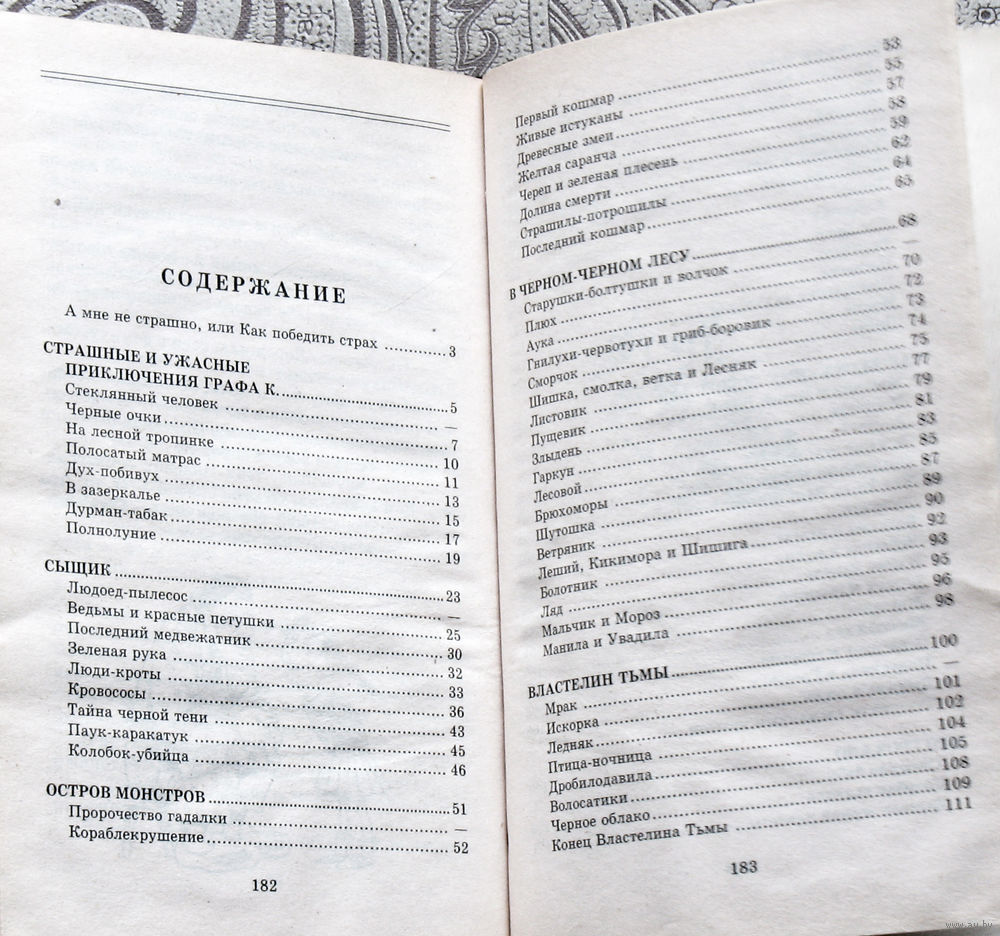 СОДЕРЖАНИЕ
А мне не страшно, или Как победить страх ..........3
СТРАШНЫЕ И УЖАСНЫЕ
ПРИКЛЮЧЕНИЯ ГРАФА К. .......... 5
Стеклянный человек .......... —
Черные очки .......... 7
На лесной тропинке .......... 10
Полосатый матрас .......... 11
Дух-побивух .......... 13
В зазеркалье .......... 15
Дурман-табак .......... 17
Полнолуние .......... 19
СЫЩИК .......... 23
Людоед-пылесос .......... —
Ведьмы и красные петушки .......... 25
Последний медвежатник .......... 30
Зеленая рука .......... 32
Люди-кроты .......... 33
Кровососы .......... 36
Тайна черной тени .......... 43
Паук-каракатук .......... 45
Колобок-убийца .......... 46
ОСТРОВ МОНСТРОВ .......... 51
Пророчество гадалки .......... —
Кораблекрушение .......... 52
182
Первый кошмар .......... 53
Живые истуканы .......... 55
Древесные змеи .......... 57
Желтая саранча .......... 58
Череп и зеленая плесень .......... 59
Долина смерти .......... 62
Страшилы-потрошилы .......... 64
Последний кошмар .......... 65
В ЧЕРНОМ-ЧЕРНОМ ЛЕСУ .......... 68
Старушки-болтушки и волчок .......... —
Плюх .......... 70
Аука .......... 72
Гнилухи-червотухи и гриб-боровик .......... 73
Сморчок .......... 74
Шишка, смолка, ветка и Лесняк .......... 75
Листовик .......... 77
Пущевик .......... 79
Злыдень .......... 81
Гаркун .......... 83
Лесовой .......... 85
Брюхоморы .......... 87
Шутошка .......... 89
Ветряник .......... 90
Леший, Кикимора и Шишига .......... 92
Болотник .......... 93
Ляд .......... 95
Мальчик и Мороз .......... 96
Манила и Увадила .......... 98
ВЛАСТЕЛИН ТЬМЫ .......... 100
Мрак .......... —
Искорка .......... 101
Ледняк .......... 102
Птица-ночница .......... 104
Дробилодавила .......... 105
Волосатики .......... 108
Черное облако .......... 109
Конец Властелина Тьмы .......... 111
183
www.ay.by